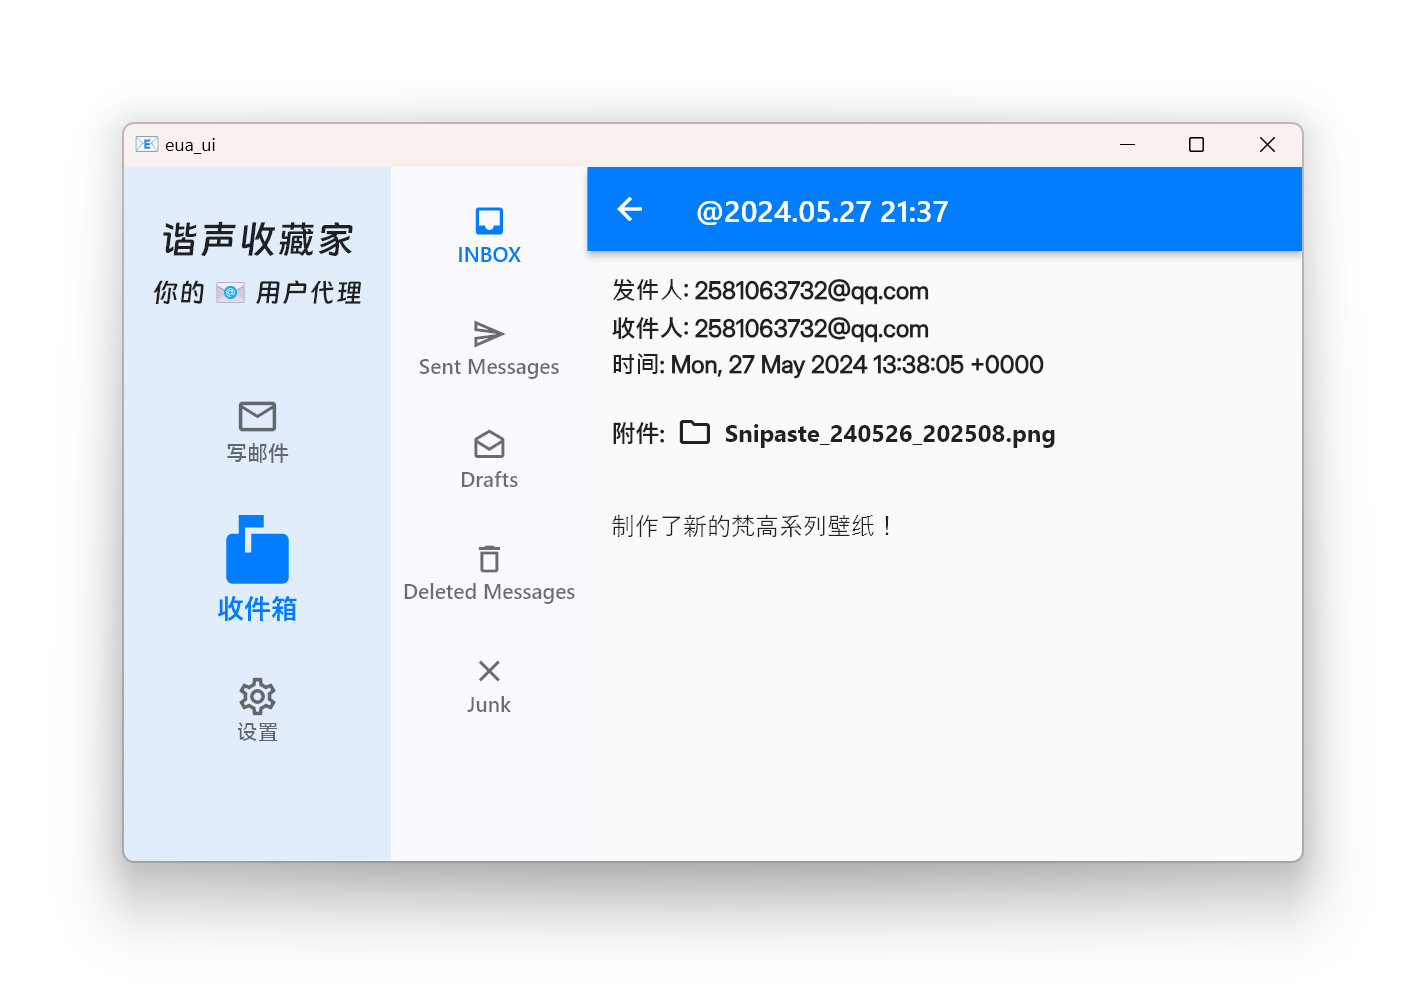 eua_ui
谐声收藏家
你的 📧 用户代理
写邮件
收件箱
设置
INBOX
Sent Messages
Drafts
Deleted Messages
Junk
@2024.05.27 21:37
发件人: 2581063732@qq.com
收件人: 2581063732@qq.com
时间: Mon, 27 May 2024 13:38:05 +0000
附件: Snipaste_240526_202508.png
制作了新的梵高系列壁纸！